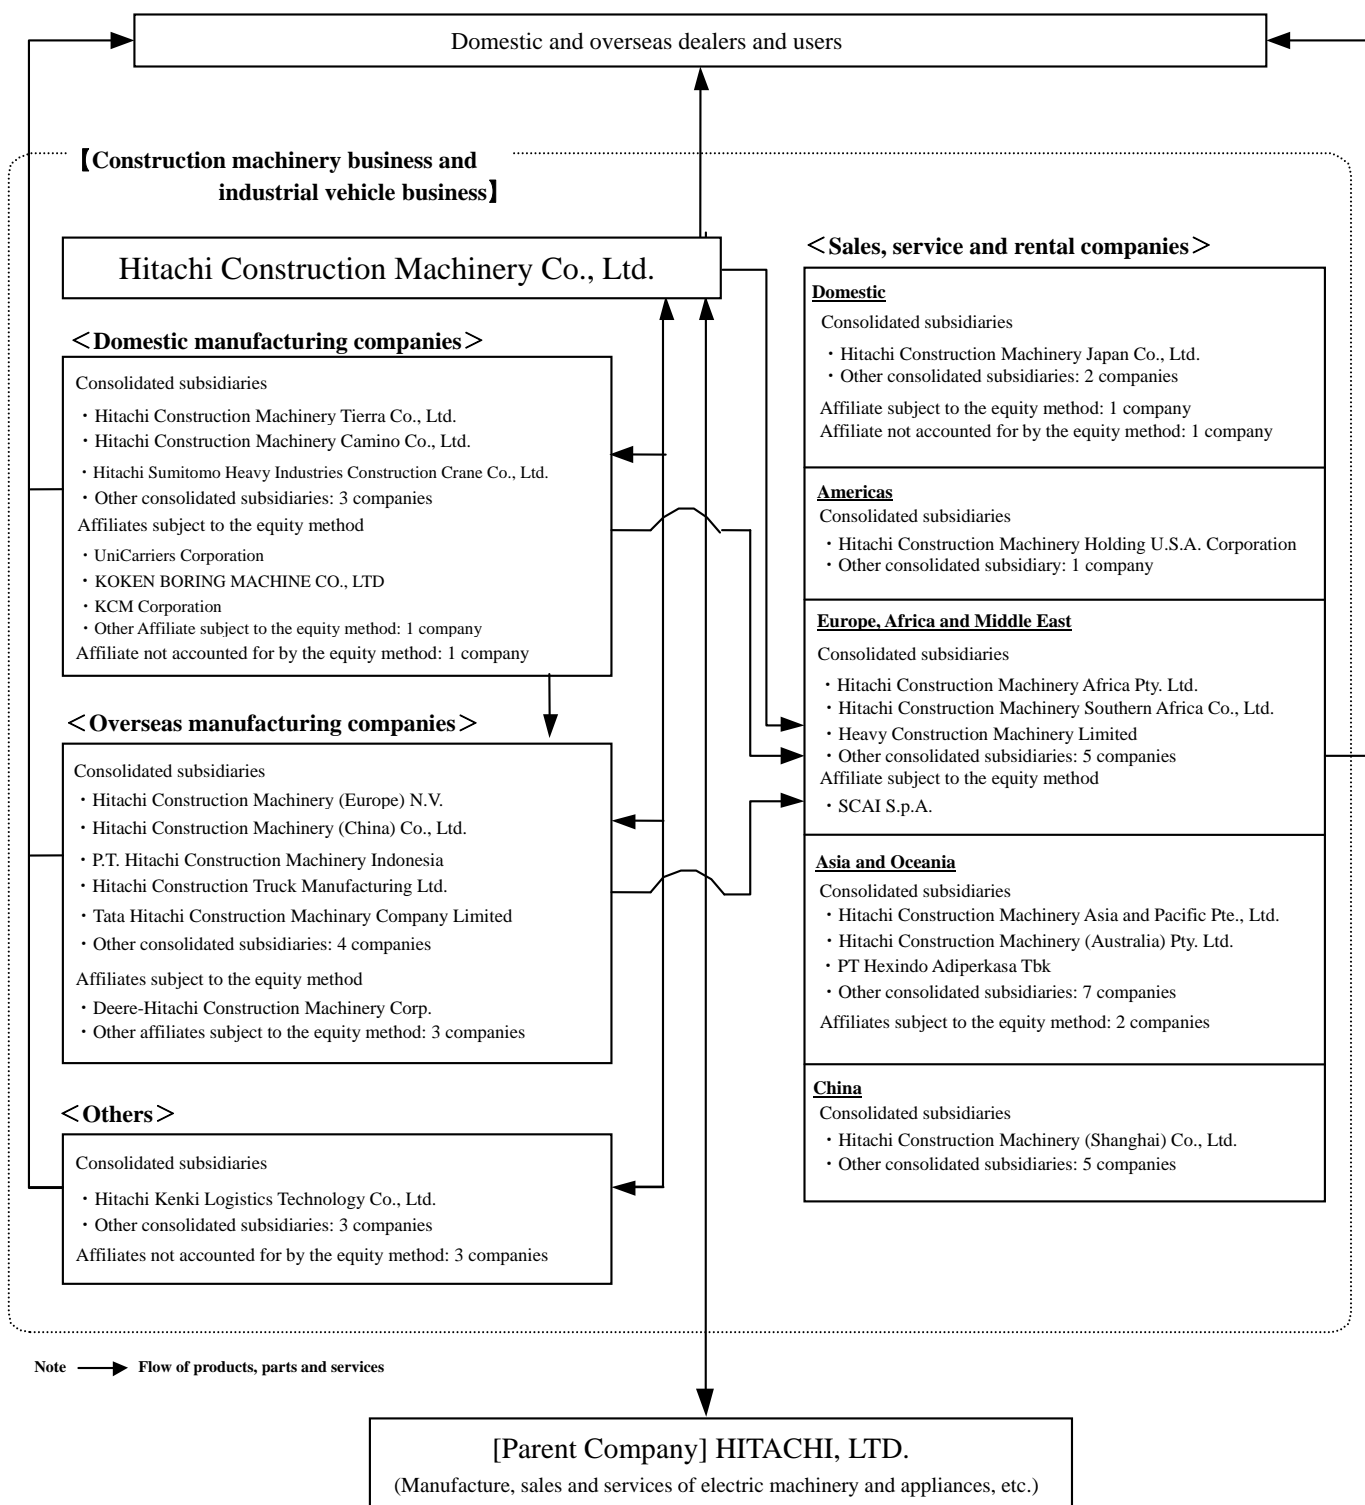 Domestic and overseas dealers and users
【Construction machinery business and
industrial vehicle business】
Hitachi Construction Machinery Co., Ltd.
＜Domestic manufacturing companies＞
Consolidated subsidiaries
・Hitachi Construction Machinery Tierra Co., Ltd.
・Hitachi Construction Machinery Camino Co., Ltd.
・Hitachi Sumitomo Heavy Industries Construction Crane Co., Ltd.
・Other consolidated subsidiaries: 3 companies
Affiliates subject to the equity method
・UniCarriers Corporation
・KOKEN BORING MACHINE CO., LTD
・KCM Corporation
・Other Affiliate subject to the equity method: 1 company
Affiliate not accounted for by the equity method: 1 company
＜Overseas manufacturing companies＞
Consolidated subsidiaries
・Hitachi Construction Machinery (Europe) N.V.
・Hitachi Construction Machinery (China) Co., Ltd.
・P.T. Hitachi Construction Machinery Indonesia
・Hitachi Construction Truck Manufacturing Ltd.
・Tata Hitachi Construction Machinary Company Limited
・Other consolidated subsidiaries: 4 companies
Affiliates subject to the equity method
・Deere-Hitachi Construction Machinery Corp.
・Other affiliates subject to the equity method: 3 companies
＜Others＞
Consolidated subsidiaries
・Hitachi Kenki Logistics Technology Co., Ltd.
・Other consolidated subsidiaries: 3 companies
Affiliates not accounted for by the equity method: 3 companies
＜Sales, service and rental companies＞
Domestic
Consolidated subsidiaries
・Hitachi Construction Machinery Japan Co., Ltd.
・Other consolidated subsidiaries: 2 companies
Affiliate subject to the equity method: 1 company
Affiliate not accounted for by the equity method: 1 company
Americas
Consolidated subsidiaries
・Hitachi Construction Machinery Holding U.S.A. Corporation
・Other consolidated subsidiary: 1 company
Europe, Africa and Middle East
Consolidated subsidiaries
・Hitachi Construction Machinery Africa Pty. Ltd.
・Hitachi Construction Machinery Southern Africa Co., Ltd.
・Heavy Construction Machinery Limited
・Other consolidated subsidiaries: 5 companies
Affiliate subject to the equity method
・SCAI S.p.A.
Asia and Oceania
Consolidated subsidiaries
・Hitachi Construction Machinery Asia and Pacific Pte., Ltd.
・Hitachi Construction Machinery (Australia) Pty. Ltd.
・PT Hexindo Adiperkasa Tbk
・Other consolidated subsidiaries: 7 companies
Affiliates subject to the equity method: 2 companies
China
Consolidated subsidiaries
・Hitachi Construction Machinery (Shanghai) Co., Ltd.
・Other consolidated subsidiaries: 5 companies
Note Flow of products, parts and services
[Parent Company] HITACHI, LTD.
(Manufacture, sales and services of electric machinery and appliances, etc.)